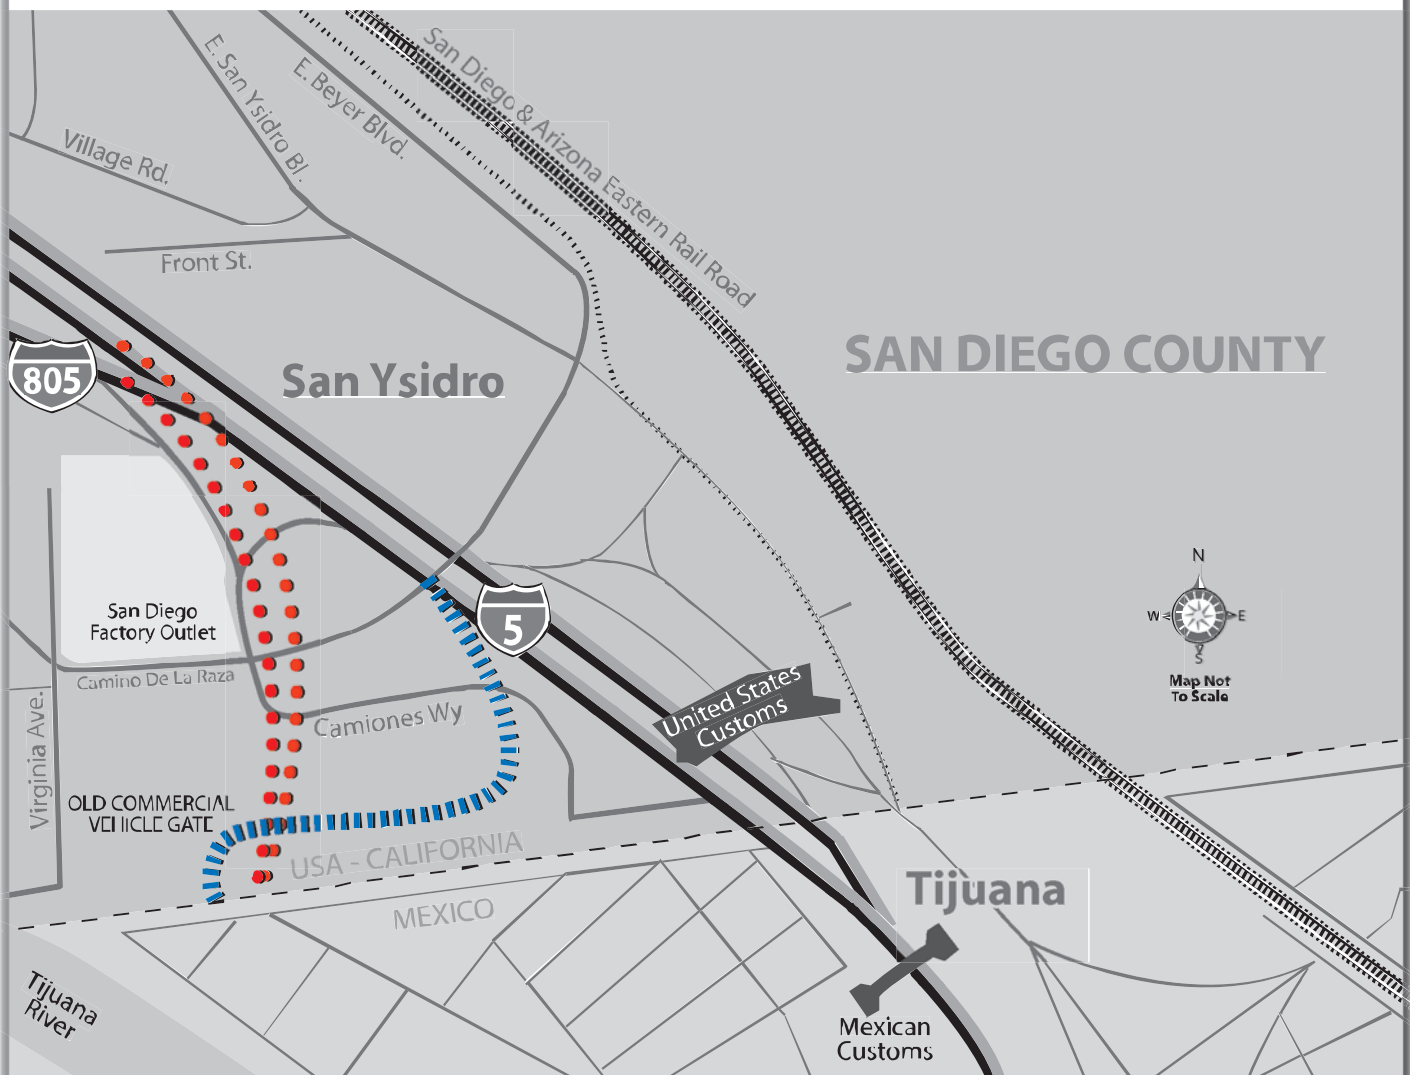 San Diego & Arizona Eastern Rail Road
E. San Ysidro Bl.
E. Beyer Blvd.
Village Rd.
Front St.
SAN DIEGO COUNTY
805
San Ysidro
N
W
E
S
Map Not
To Scale
San Diego
Factory Outlet
5
Camino De La Raza
United States
Customs
Camiones Wy
Virginia Ave.
OLD COMMERCIAL
VEHICLE GATE
USA - CALIFORNIA
MEXICO
Tijuana
Tijuana
River
Mexican
Customs